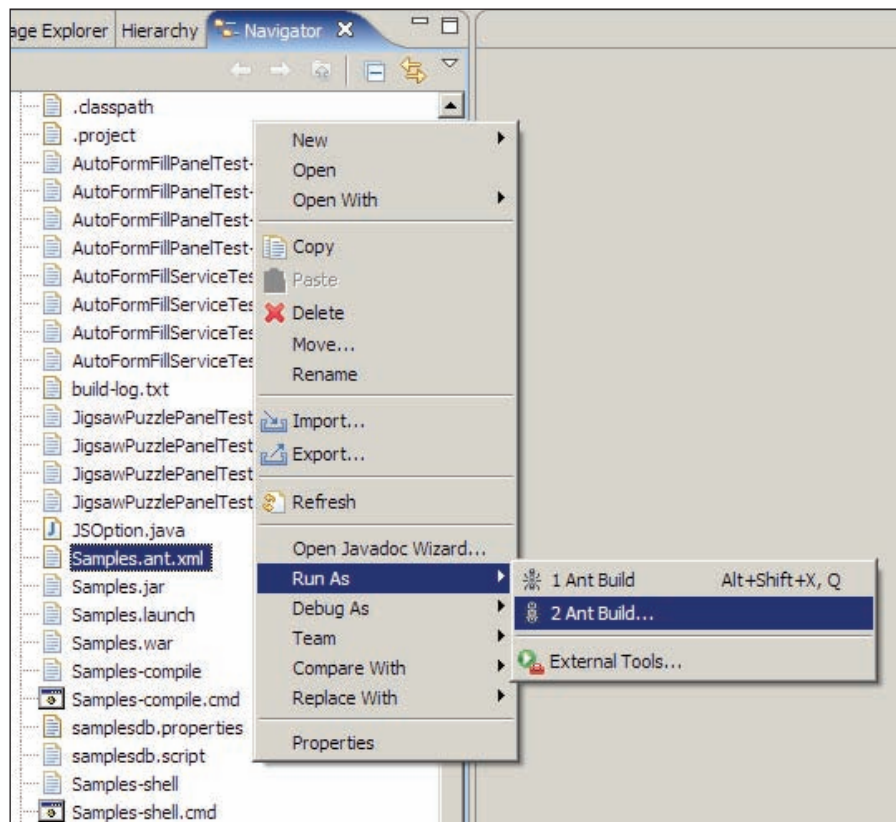 age Explorer Hierarchy Navigator
.classpath
.project
AutoFormFillPanelTest-
AutoFormFillPanelTest-
AutoFormFillPanelTest-
AutoFormFillPanelTest-
AutoFormFillServiceTes
AutoFormFillServiceTes
AutoFormFillServiceTes
AutoFormFillServiceTes
build-log.txt
JigsawPuzzlePanelTest
JigsawPuzzlePanelTest
JigsawPuzzlePanelTest
JigsawPuzzlePanelTest
JSOption.java
Samples.ant.xml
Samples.jar
Samples.launch
Samples.war
Samples-compile
Samples-compile.cmd
samplesdb.properties
samplesdb.script
Samples-shell
Samples-shell.cmd
New
Open
Open With
Copy
Paste
Delete
Move...
Rename
Import...
Export...
Refresh
Open Javadoc Wizard...
Run As
Debug As
Team
Compare With
Replace With
Properties
1 Ant Build Alt+Shift+X, Q
2 Ant Build...
External Tools...